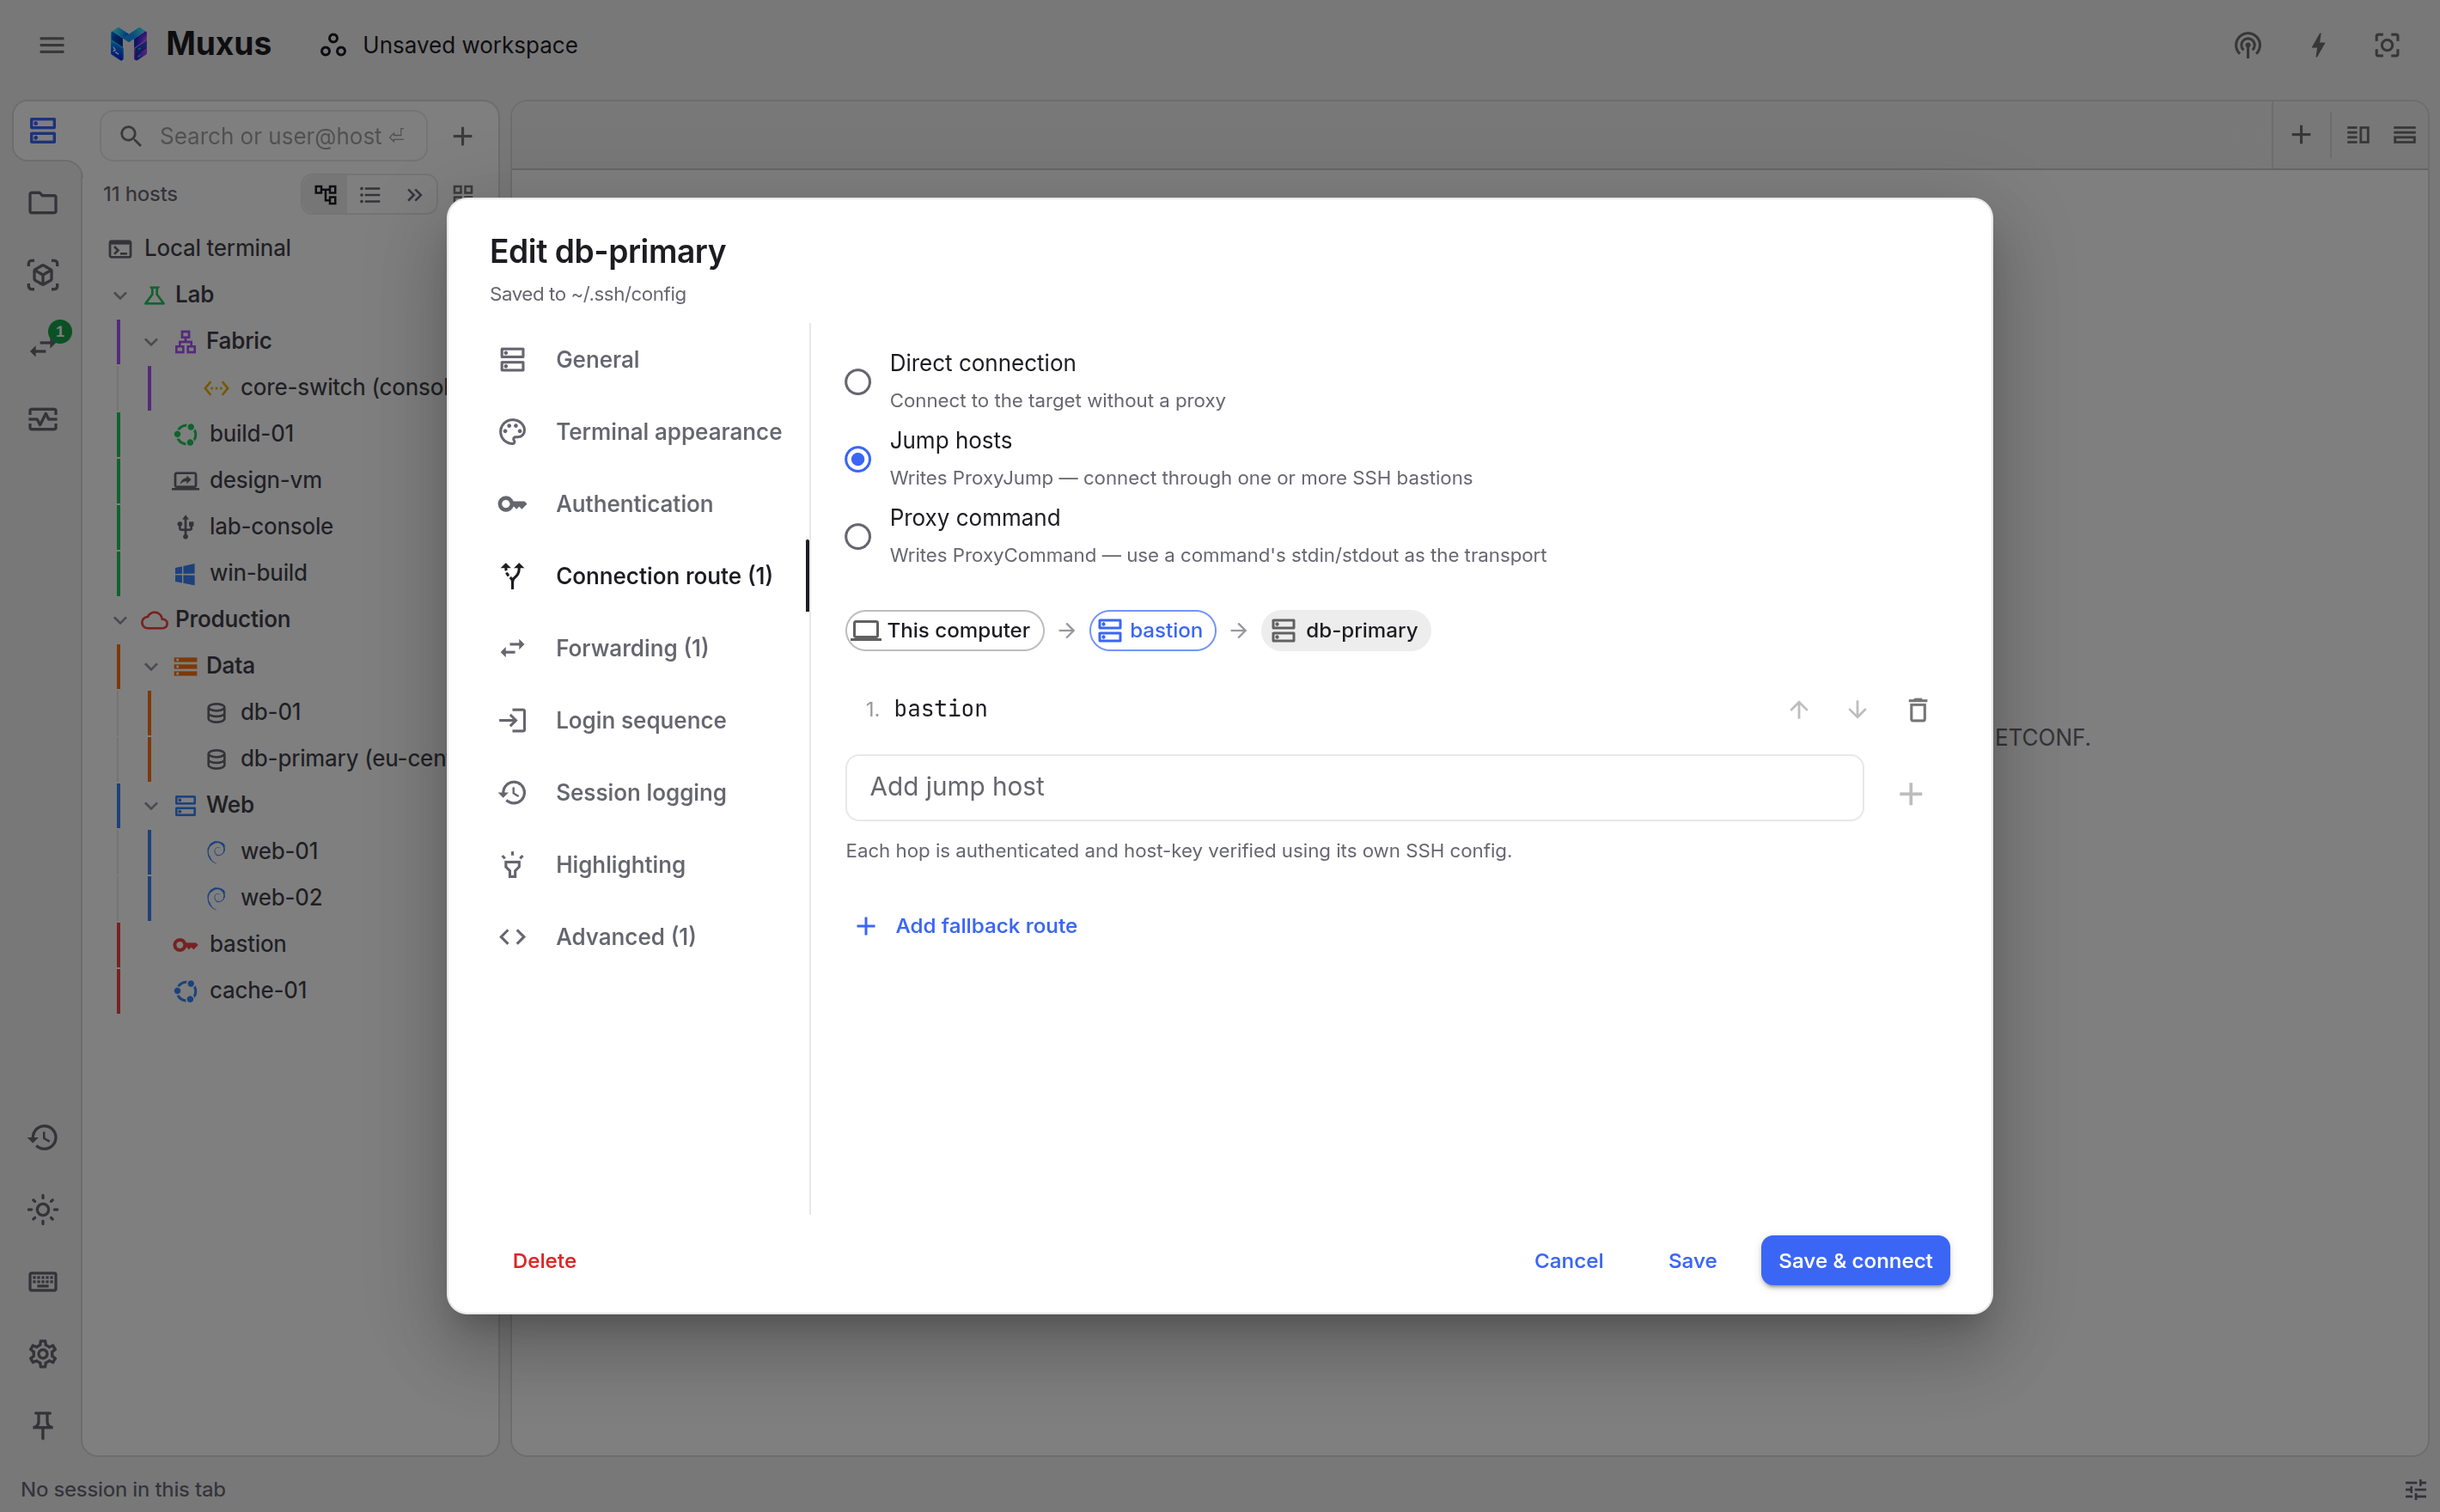 Muxus
Unsaved workspace
Search or user@host ⏎
11 hosts
Local terminal
Lab
Fabric
core-switch (consol
build-01
design-vm
lab-console
win-build
Production
Data
db-01
db-primary (eu-cen
Web
web-01
web-02
bastion
cache-01
1
No session in this tab
ETCONF.
Edit db-primary
Saved to ~/.ssh/config
General
Terminal appearance
Authentication
Connection route (1)
Forwarding (1)
Login sequence
Session logging
Highlighting
Advanced (1)
Direct connection
Connect to the target without a proxy
Jump hosts
Writes ProxyJump — connect through one or more SSH bastions
Proxy command
Writes ProxyCommand — use a command's stdin/stdout as the transport
This computer → bastion → db-primary
1. bastion
Add jump host
Each hop is authenticated and host-key verified using its own SSH config.
+ Add fallback route
Delete
Cancel
Save
Save & connect